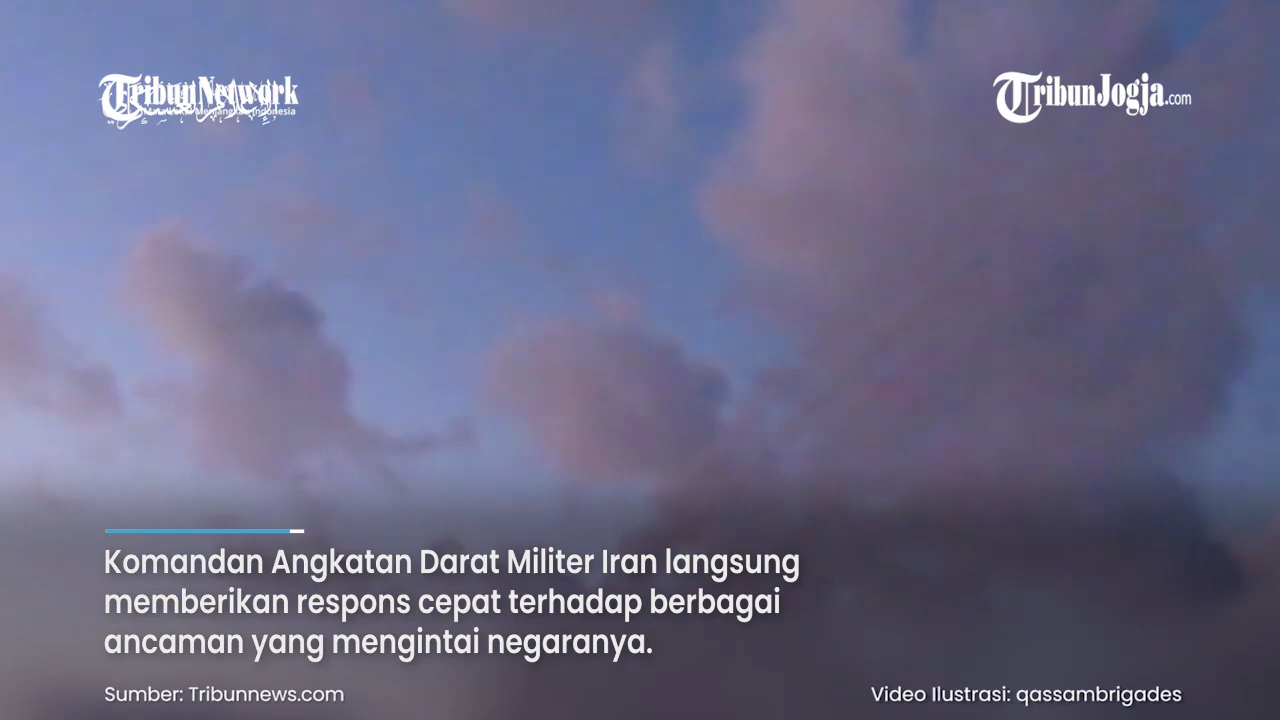 TribunNetwork
TribunJogja.com
Komandan Angkatan Darat Militer Iran langsung
memberikan respons cepat terhadap berbagai
ancaman yang mengintai negaranya.
Sumber: Tribunnews.com
Video Ilustrasi: qassambrigades